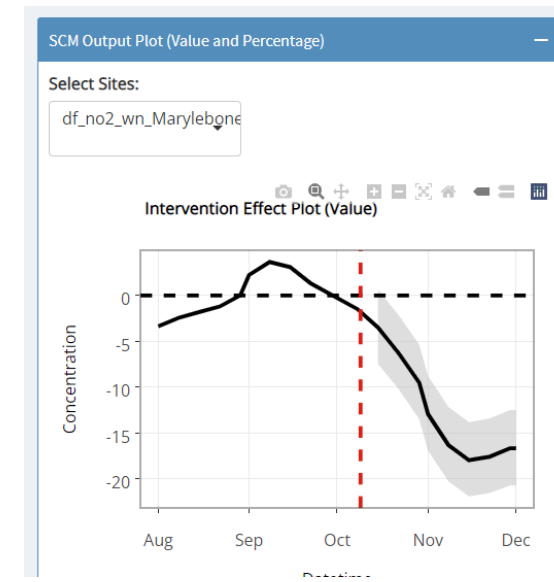 SCM Output Plot (Value and Percentage)
Select Sites:
df_no2_wn_Marylebone
Intervention Effect Plot (Value)
Concentration
0
-5
-10
-15
-20
Aug Sep Oct Nov Dec
Datetime